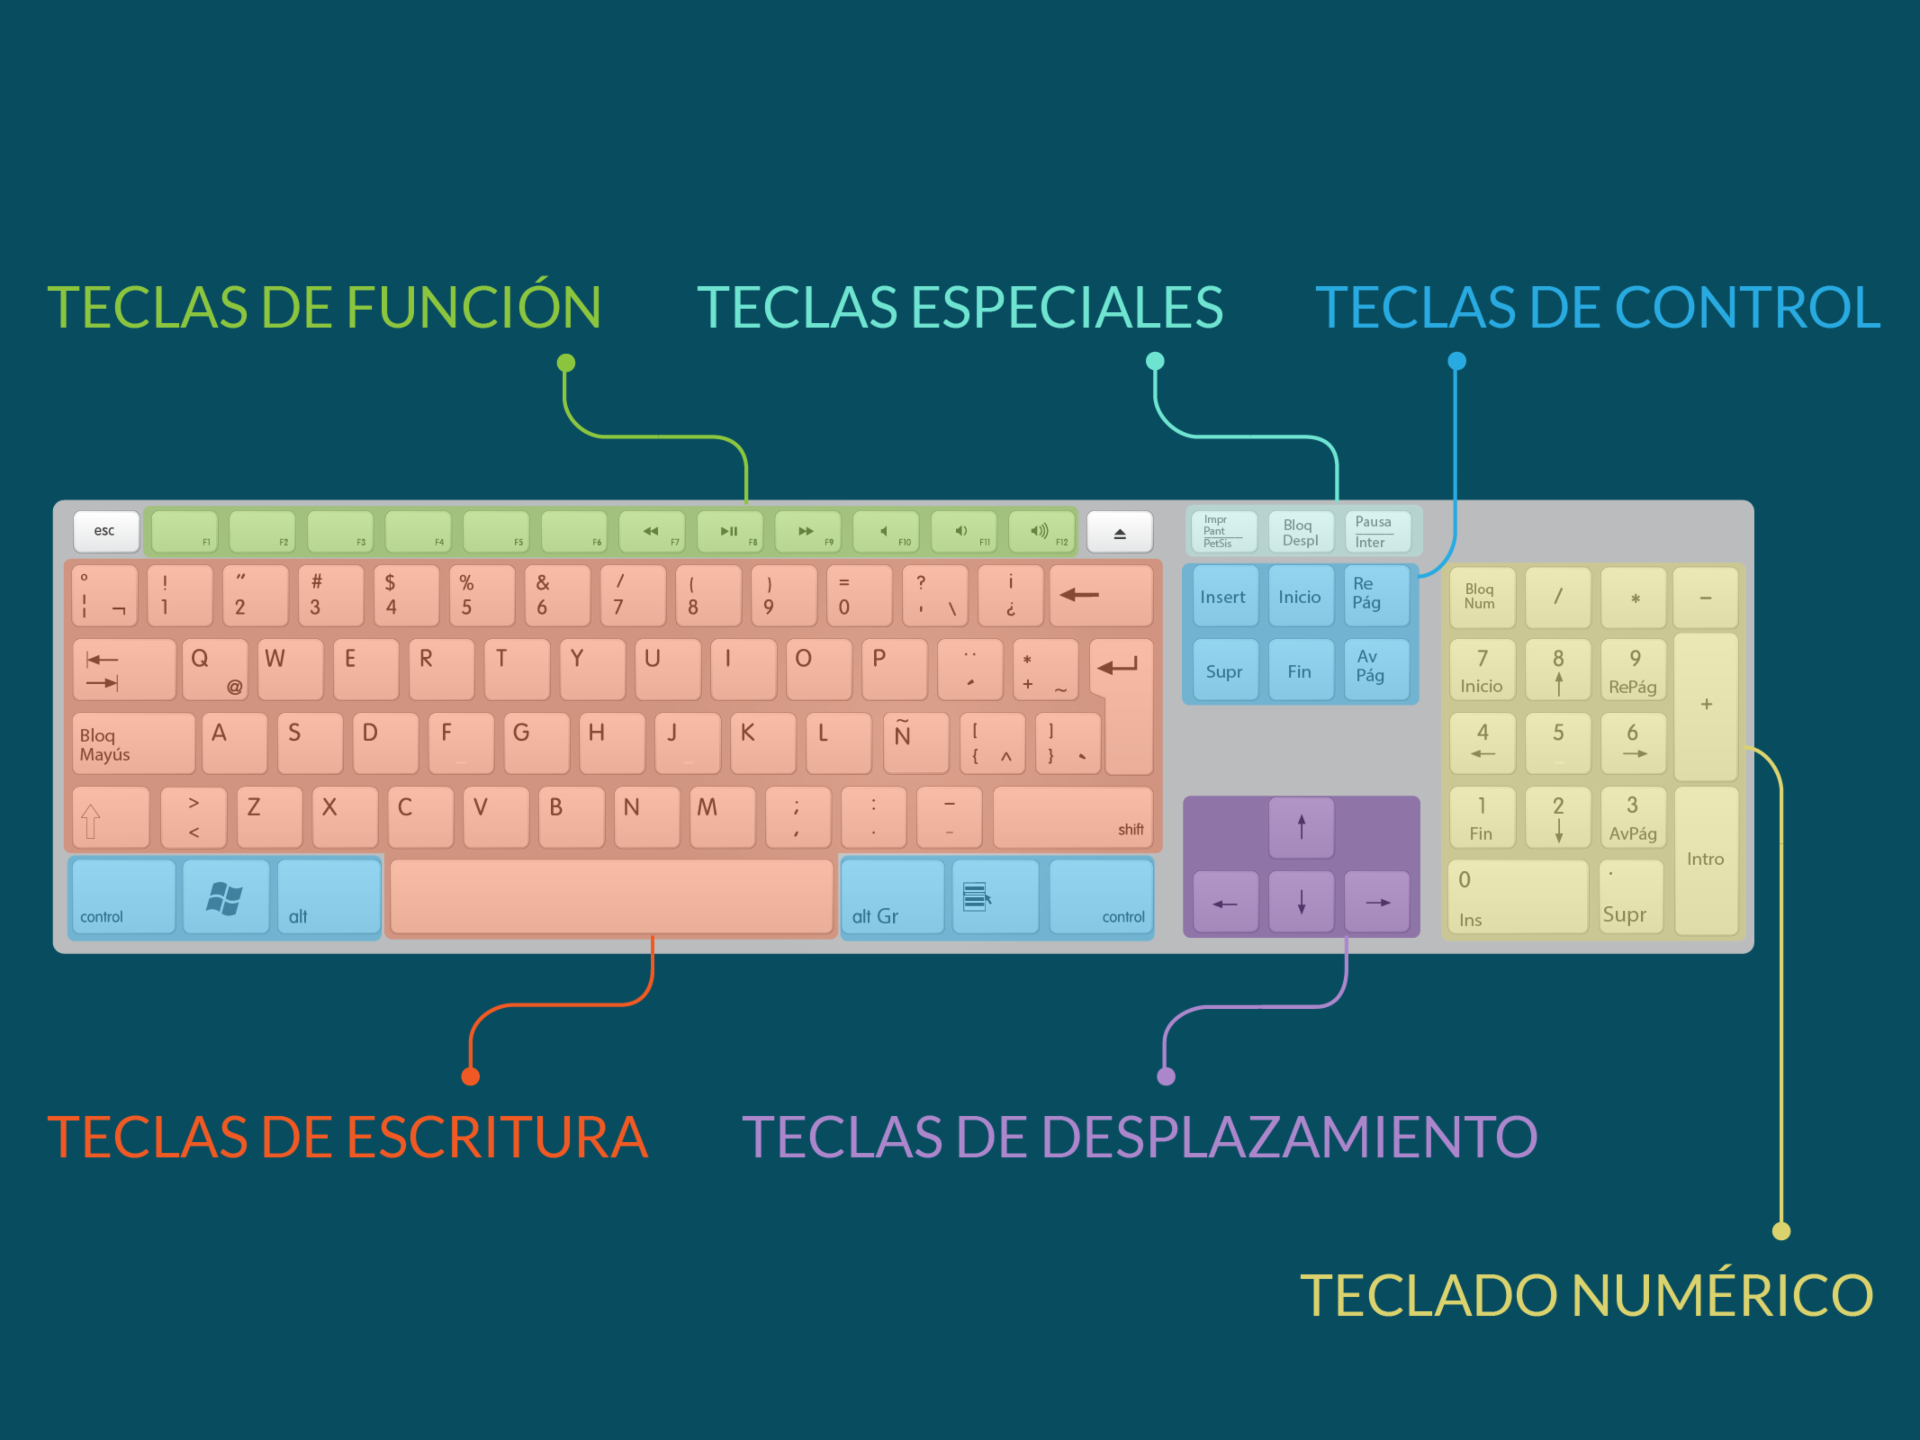 TECLAS DE FUNCIÓN
TECLAS ESPECIALES
TECLAS DE CONTROL
esc
F1
F2
F3
F4
F5
F6
F7
F8
F9
F10
F11
F12
Impr
Pant
PetSis
Bloq
Despl
Pausa
Inter
° ¦ ¬
! 1
" 2
# 3
$ 4
% 5
& 6
/ 7
( 8
) 9
= 0
? ' \
¡ ¿
Insert
Inicio
Re
Pág
Bloq
Num
/
*
-
Q @
W
E
R
T
Y
U
I
O
P
¨ ´
* + ~
Supr
Fin
Av
Pág
7
Inicio
8
9
RePág
+
Bloq
Mayús
A
S
D
F
G
H
J
K
L
Ñ
[ { ^
] } `
4
5
6
> <
Z
X
C
V
B
N
M
; ,
: .
– _
shift
1
Fin
2
3
AvPág
Intro
control
alt
alt Gr
control
0
Ins
.
Supr
TECLAS DE ESCRITURA
TECLAS DE DESPLAZAMIENTO
TECLADO NUMÉRICO